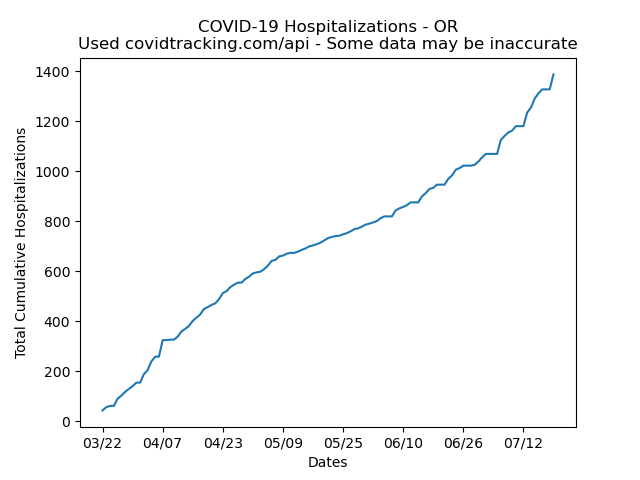 COVID-19 Hospitalizations - OR
Used covidtracking.com/api - Some data may be inaccurate
1400
1200
1000
800
600
400
200
0
Total Cumulative Hospitalizations
03/22 04/07 04/23 05/09 05/25 06/10 06/26 07/12
Dates